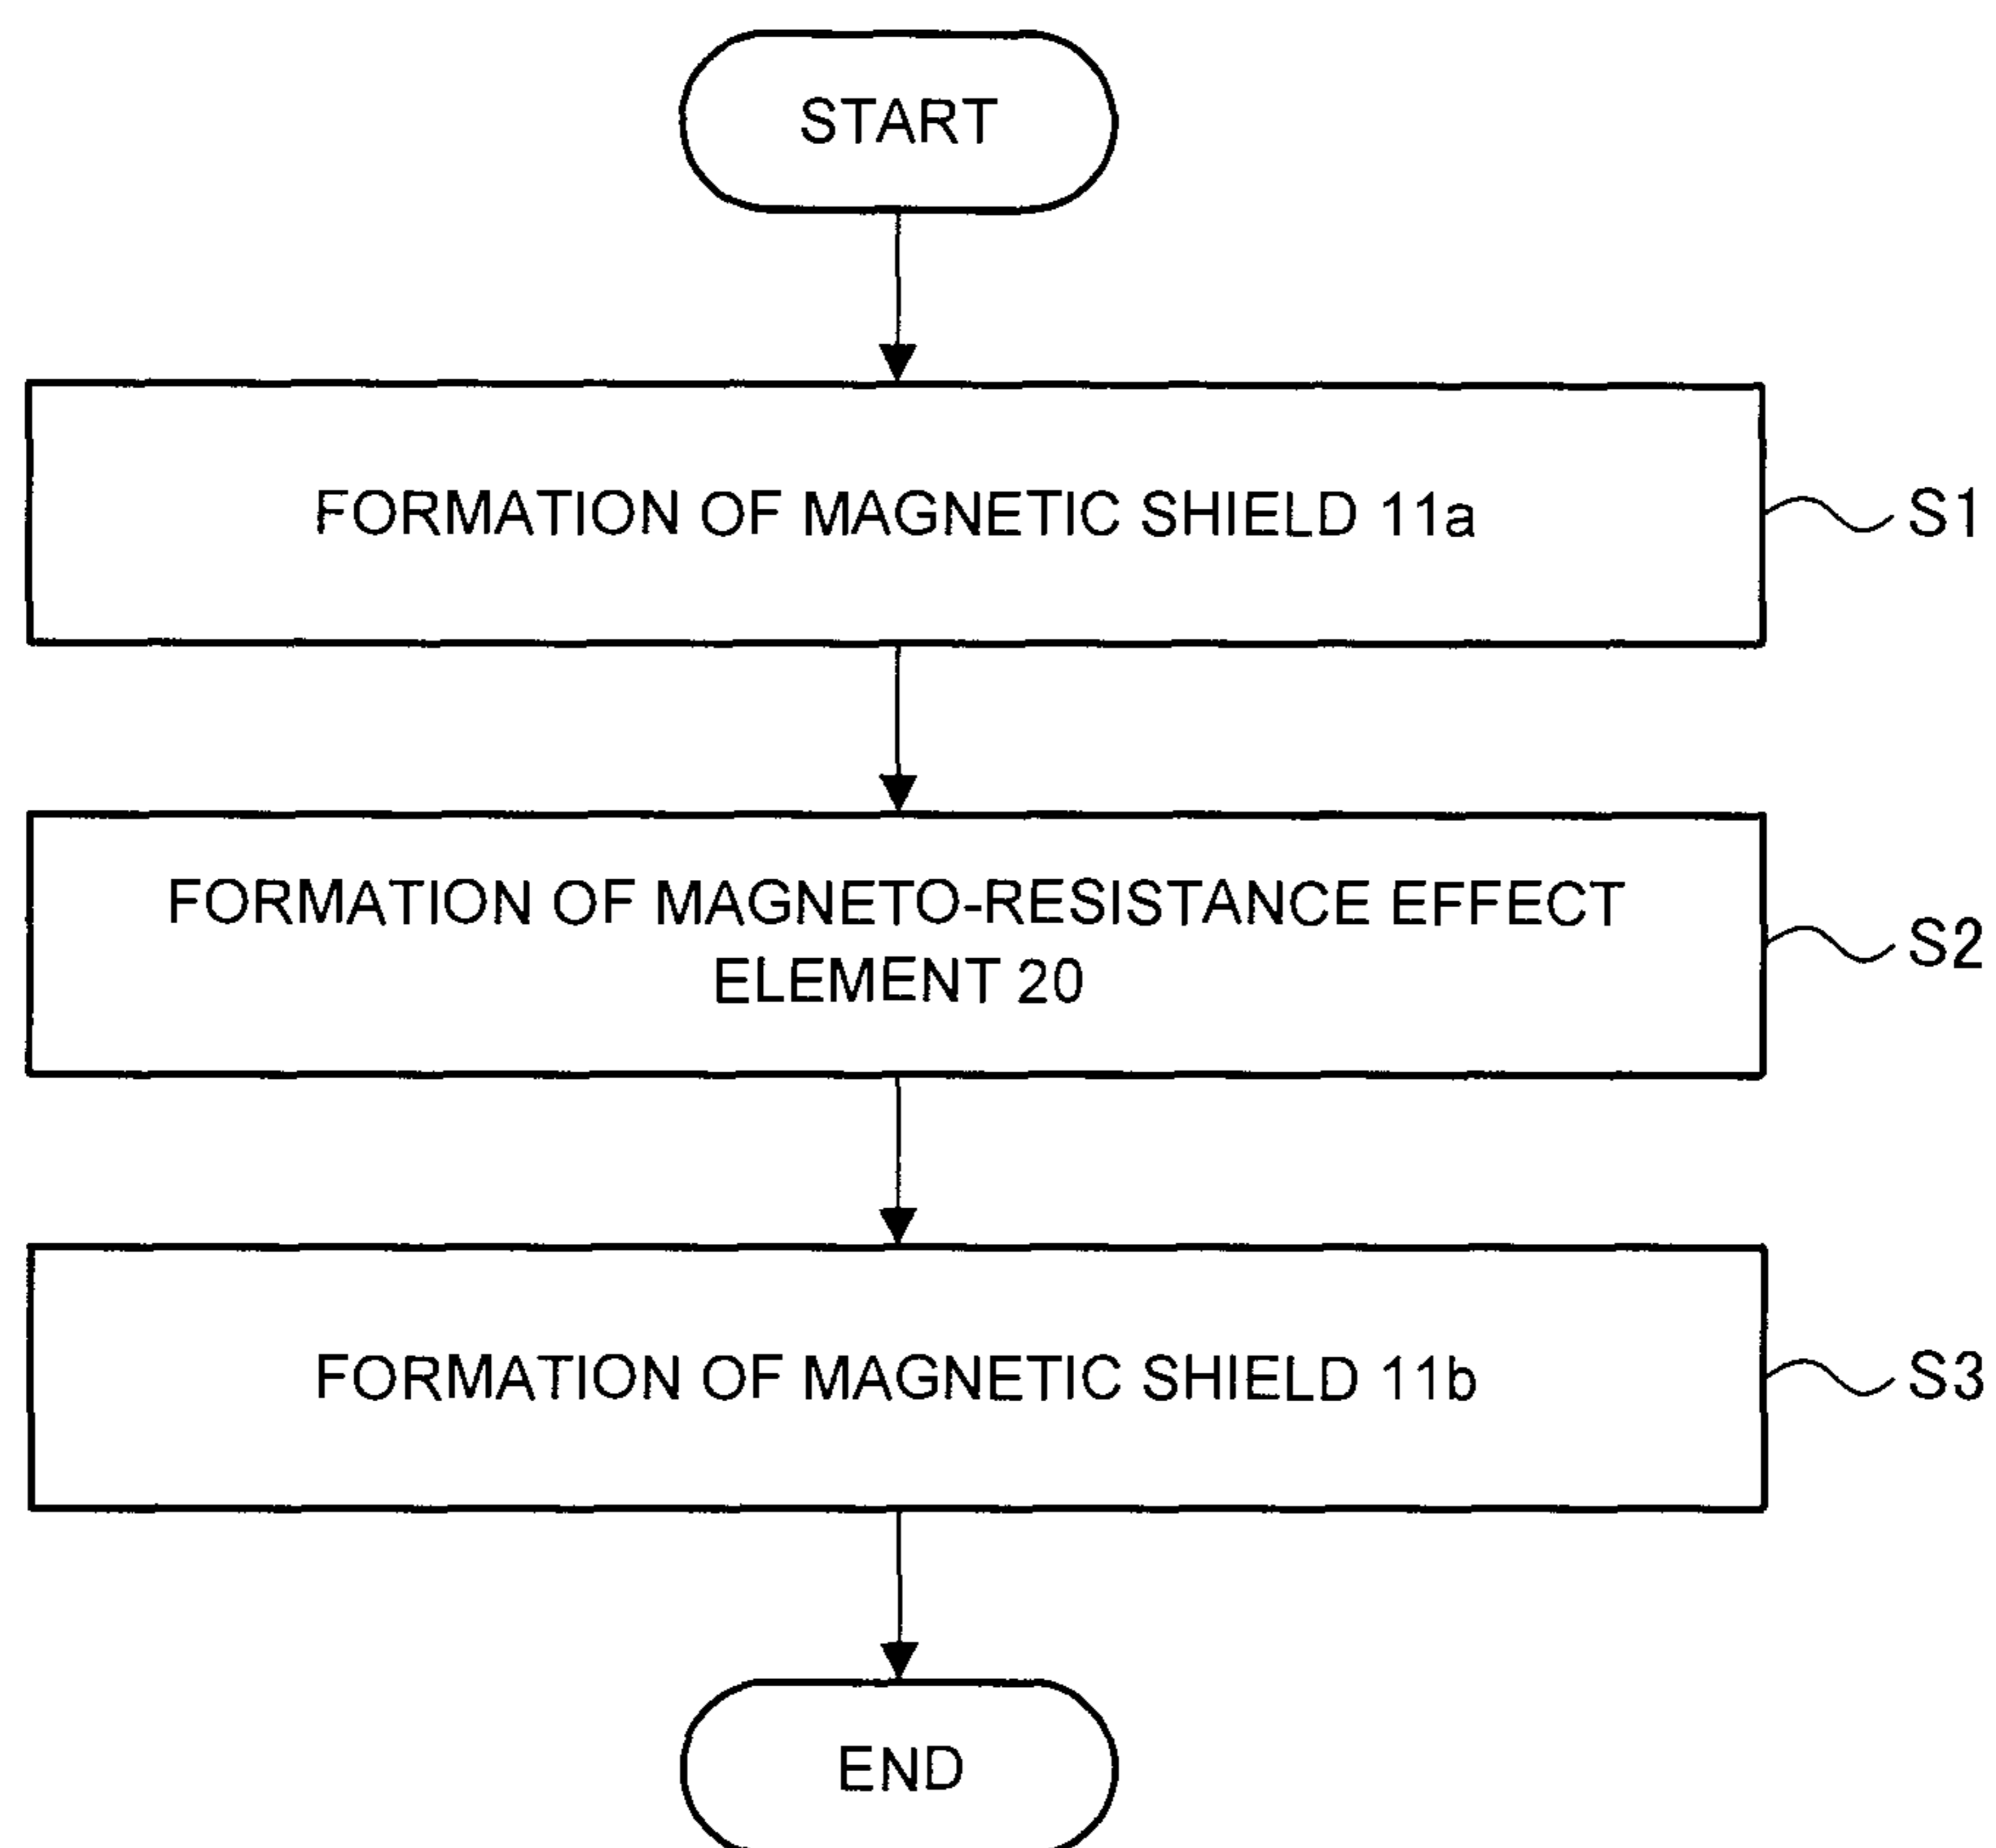 START
FORMATION OF MAGNETIC SHIELD 11a
S1
FORMATION OF MAGNETO-RESISTANCE EFFECT
ELEMENT 20
S2
FORMATION OF MAGNETIC SHIELD 11b
S3
END